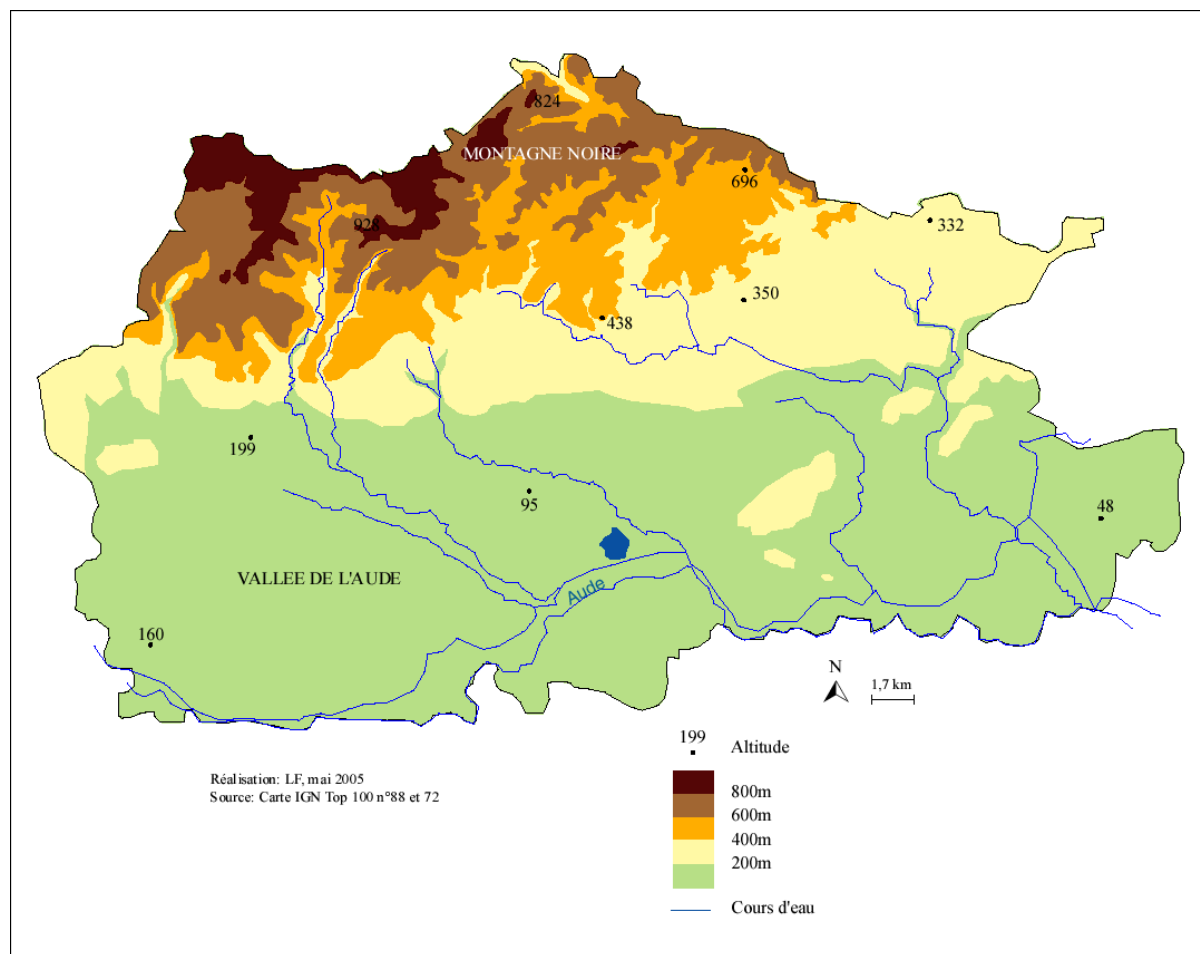 824
MONTAGNE NOIRE
696
928
332
350
438
199
95
48
VALLEE DE L'AUDE
Aude
160
N
1,7 km
199
Altitude
Réalisation: LF, mai 2005
Source: Carte IGN Top 100 n°88 et 72
800m
600m
400m
200m
Cours d'eau